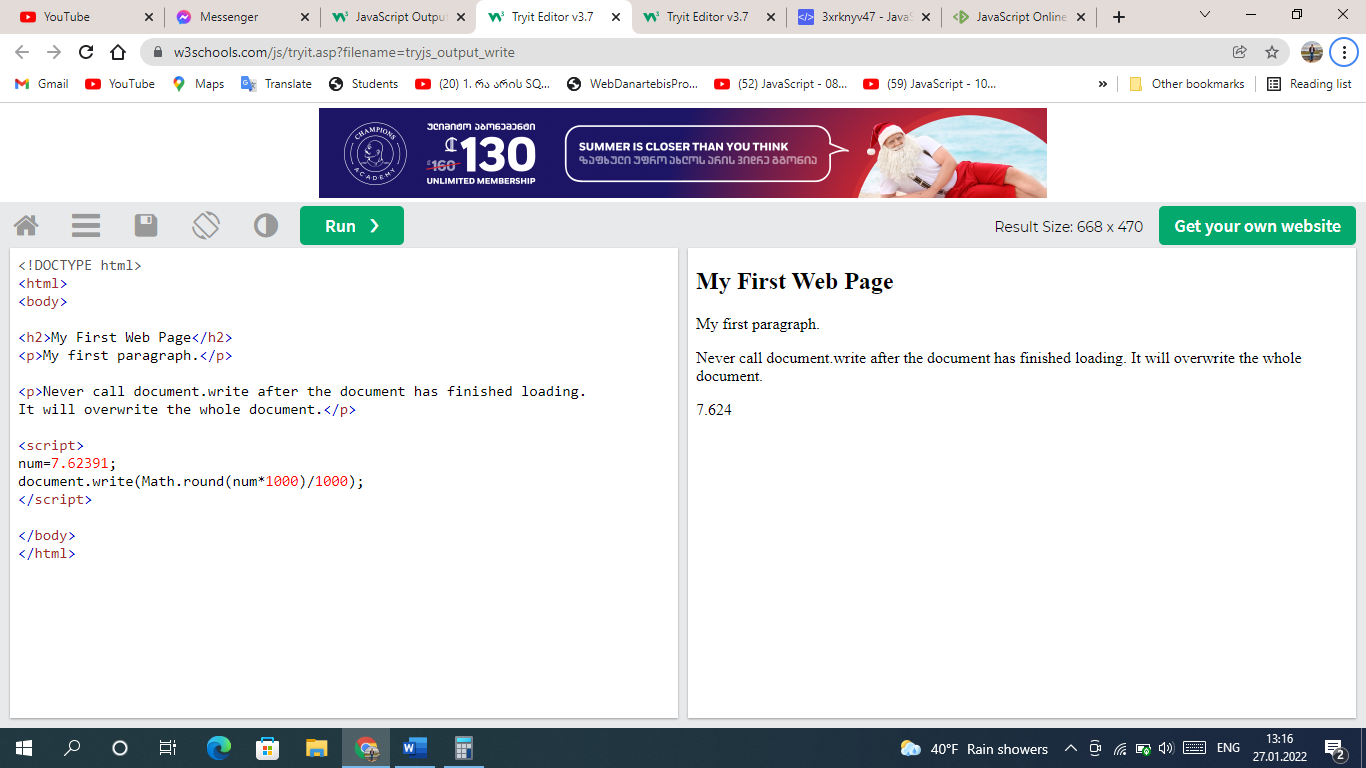 YouTube
Messenger
JavaScript Outpu
Tryit Editor v3.7
Tryit Editor v3.7
3xrknyv47 - JavaS
JavaScript Online
w3schools.com/js/tryit.asp?filename=tryjs_output_write
Gmail
YouTube
Maps
Translate
Students
(20) 1. რა არის SQ...
WebDanartebisPro...
(52) JavaScript - 08...
(59) JavaScript - 10...
»
Other bookmarks
Reading list
CHAMPIONS
ACADEMY
ულიმიტო აბონემენტი
₾160
₾130
UNLIMITED MEMBERSHIP
SUMMER IS CLOSER THAN YOU THINK
ზაფხული უფრო ახლოს არის ვიდრე გგონია
Run ❯
Result Size: 668 x 470
Get your own website
<!DOCTYPE html>
<html>
<body>
<h2>My First Web Page</h2>
<p>My first paragraph.</p>
<p>Never call document.write after the document has finished loading.
It will overwrite the whole document.</p>
<script>
num=7.62391;
document.write(Math.round(num*1000)/1000);
</script>
</body>
</html>
My First Web Page
My first paragraph.
Never call document.write after the document has finished loading. It will overwrite the whole
document.
7.624
40°F Rain showers
ENG
13:16
27.01.2022
2